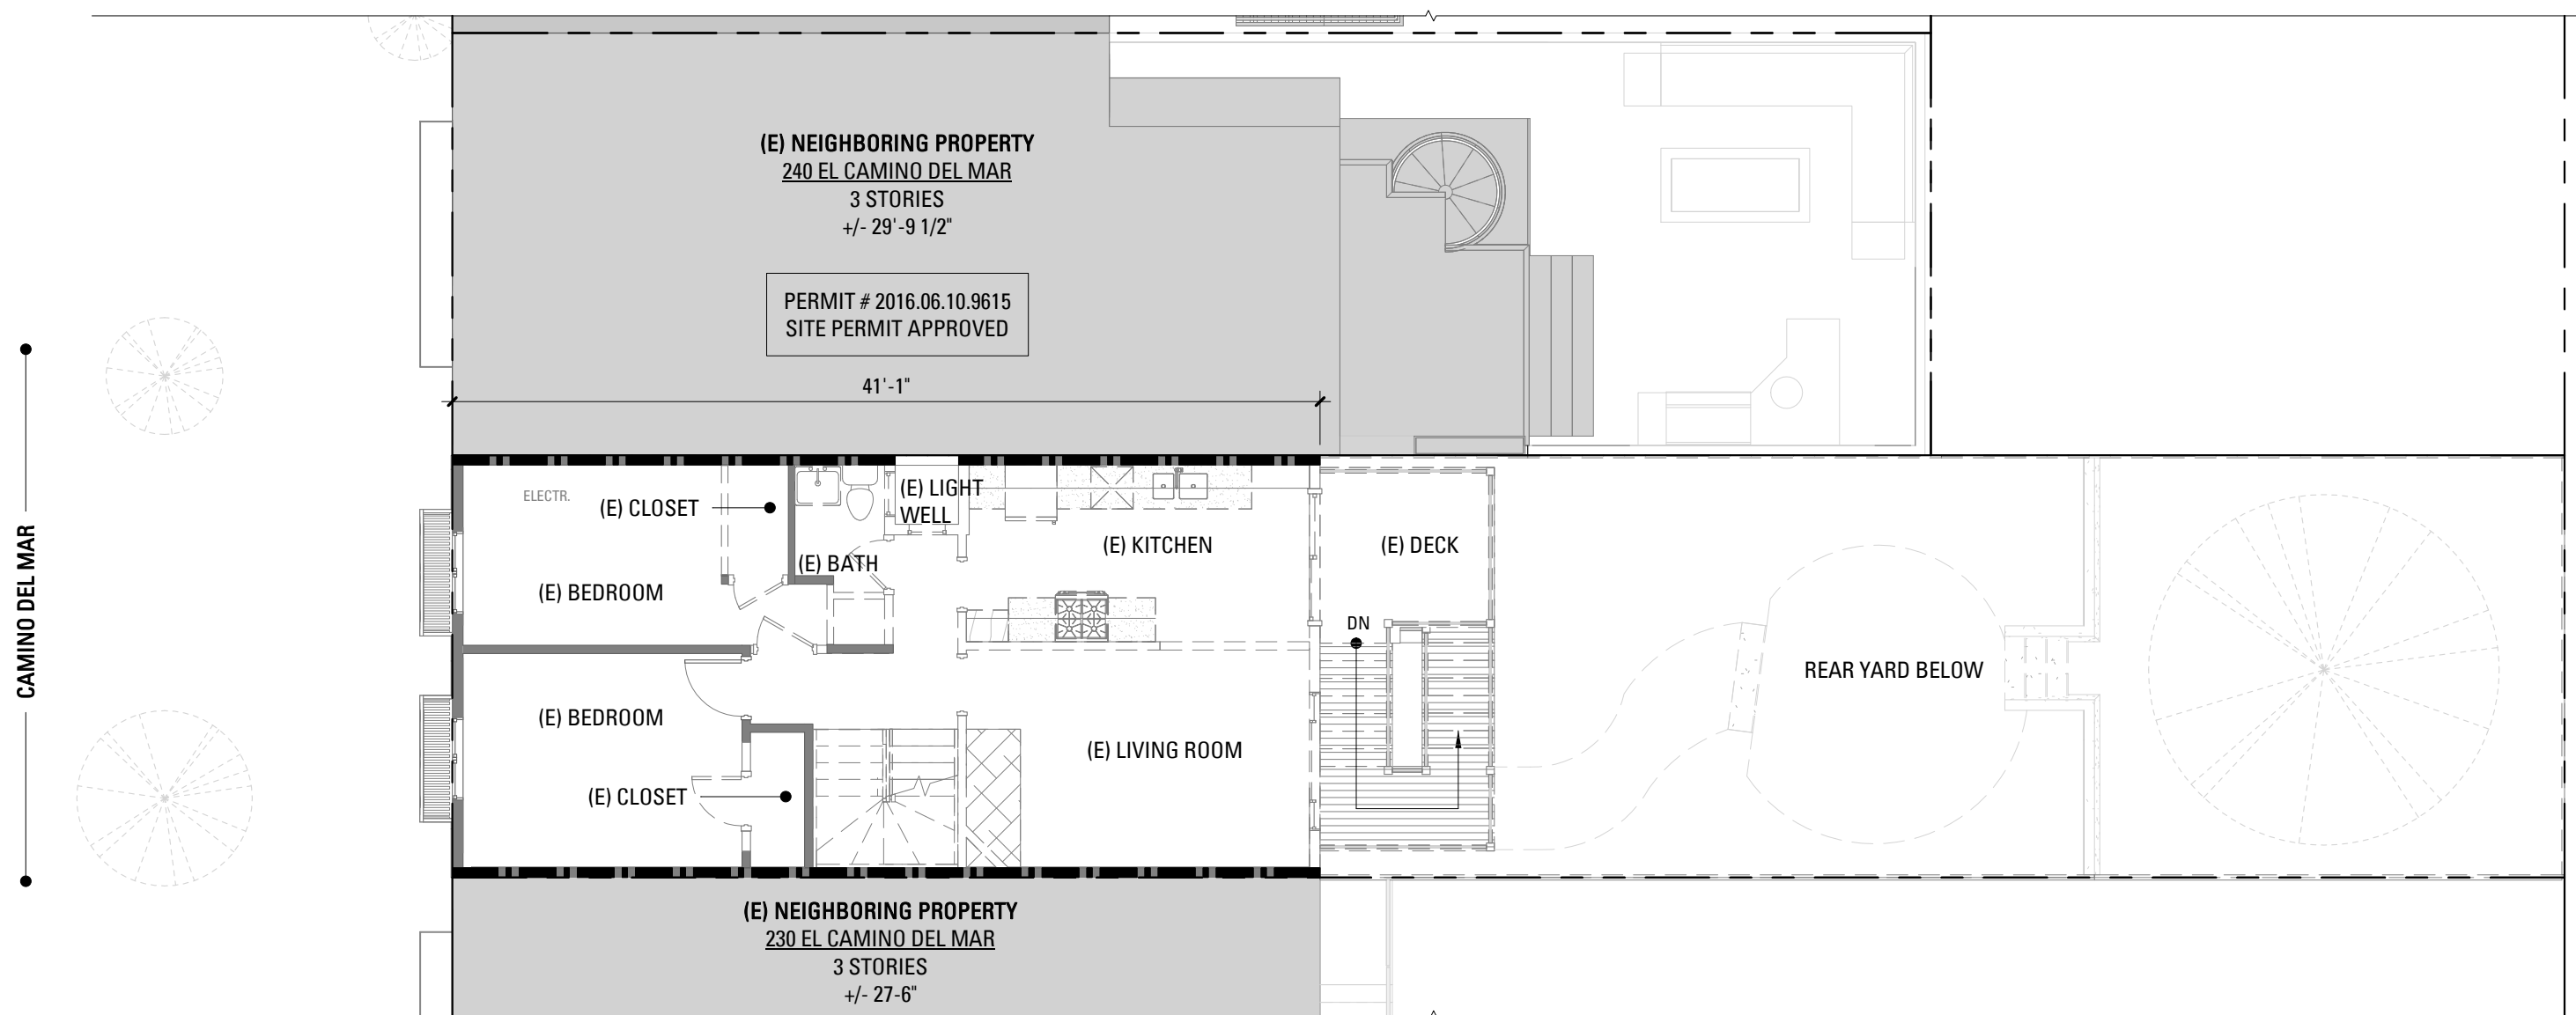 (E) NEIGHBORING PROPERTY
240 EL CAMINO DEL MAR
3 STORIES
+/- 29'-9 1/2"
PERMIT # 2016.06.10.9615
SITE PERMIT APPROVED
41'-1"
CAMINO DEL MAR
ELECTR.
(E) CLOSET
(E) LIGHT
WELL
(E) BATH
(E) KITCHEN
(E) DECK
(E) BEDROOM
DN
REAR YARD BELOW
(E) BEDROOM
(E) LIVING ROOM
(E) CLOSET
(E) NEIGHBORING PROPERTY
230 EL CAMINO DEL MAR
3 STORIES
+/- 27-6"